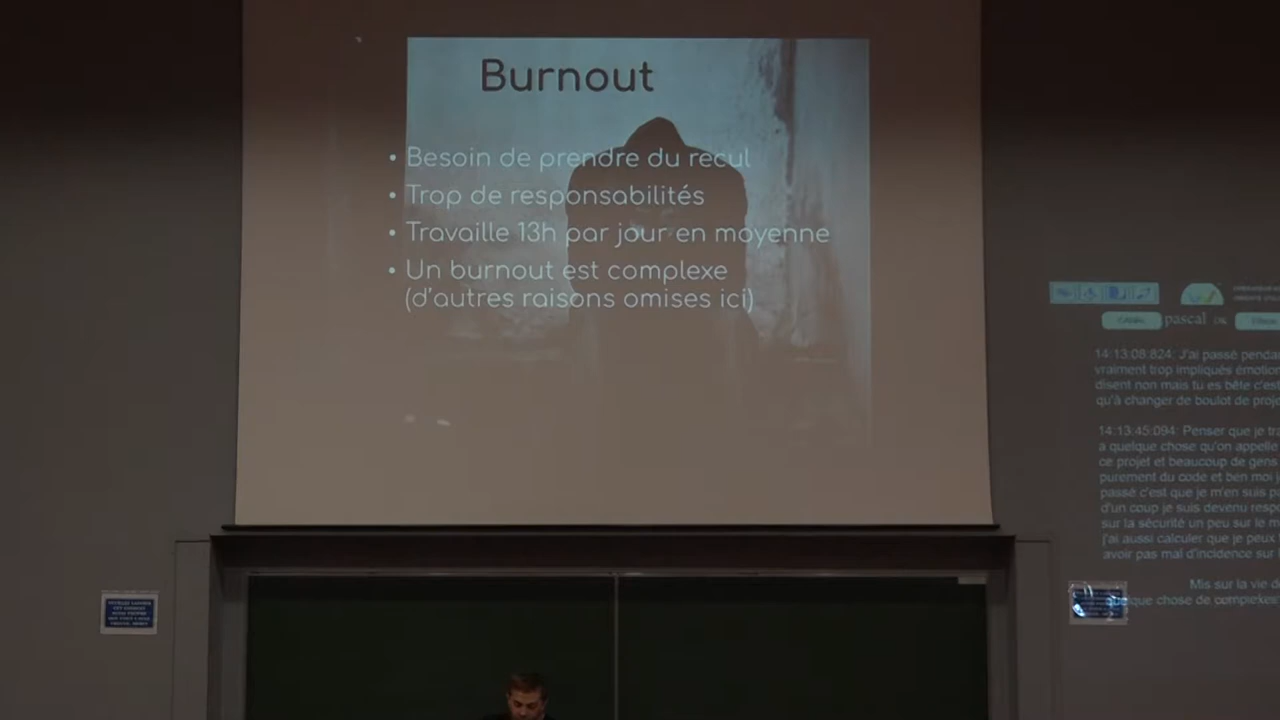 Burnout
• Besoin de prendre du recul
• Trop de responsabilités
• Travaille 13h par jour en moyenne
• Un burnout est complexe
(d'autres raisons omises ici)
pascal
14:13:08:824: J'ai passé penda
vraiment trop impliqués émotion
disent non mais tu es bête c'est
qu'à changer de boulot de proje
14:13:45:094: Penser que je tra
a quelque chose qu'on appelle
ce projet et beaucoup de gens
purement du code et ben moi j
passé c'est que je m'en suis pa
d'un coup je suis devenu respo
sur la sécurité un peu sur le m
j'ai aussi calculer que je peux
avoir pas mal d'incidence sur
Mis sur la vie d
quelque chose de complexe